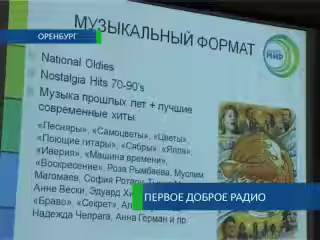 ОРЕНБУРГ
МУЗЫКАЛЬНЫЙ ФОРМАТ
МИР
National Oldies
Nostalgia Hits 70-90's
Музыка прошлых лет + лучшие
современные хиты
«Песняры», «Самоцветы», «Цветы»,
«Поющие гитары», «Сябры», «Ялла»,
«Иверия», «Машина времени»,
«Воскресение», Роза Рымбаева, Муслим
Магомаев, София Ротару,
Анне Вески, Эдуард
«Браво», «Секрет»,
Надежда Чепрага, Анна Герман и пр.
ПЕРВОЕ ДОБРОЕ РАДИО